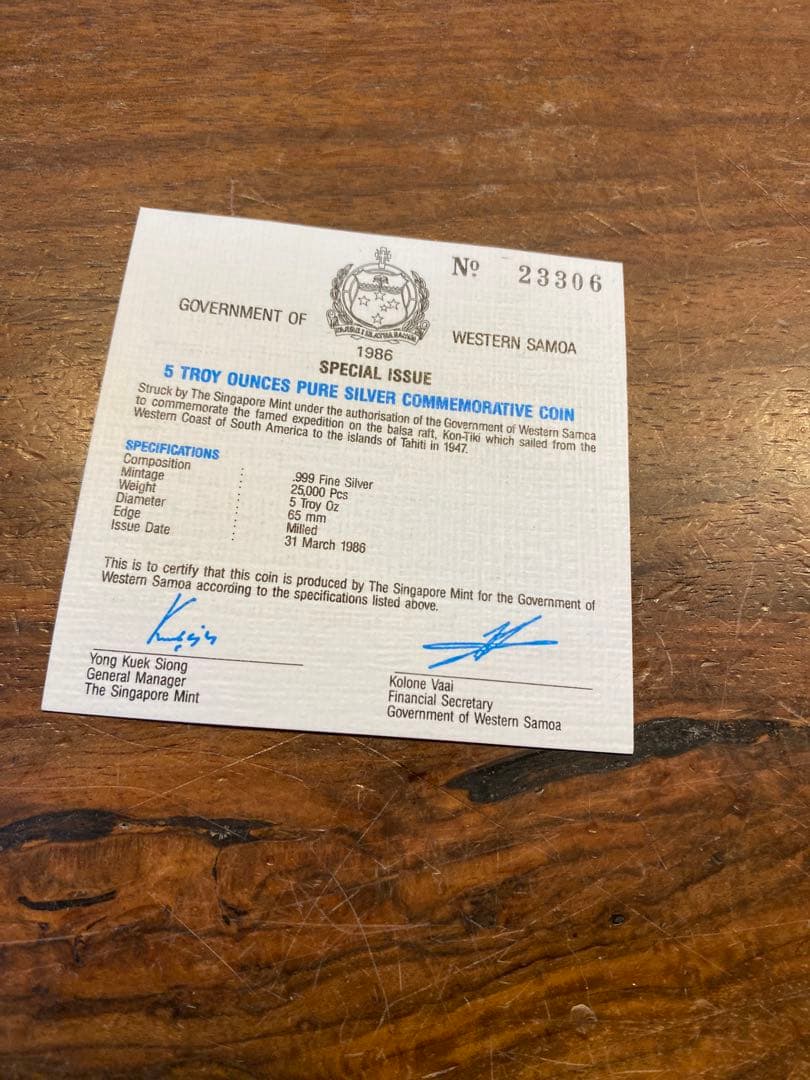 Nº 23306
GOVERNMENT OF WESTERN SAMOA
1986
SPECIAL ISSUE
5 TROY OUNCES PURE SILVER COMMEMORATIVE COIN
Struck by The Singapore Mint under the authorisation of the Government of Western Samoa
to commemorate the famed expedition on the balsa raft, Kon-Tiki which sailed from the
Western Coast of South America to the islands of Tahiti in 1947.
SPECIFICATIONS
Composition : .999 Fine Silver
Mintage : 25,000 Pcs
Weight : 5 Troy Oz
Diameter : 65 mm
Edge : Milled
Issue Date : 31 March 1986
This is to certify that this coin is produced by The Singapore Mint for the Government of
Western Samoa according to the specifications listed above.
Yong Kuek Siong
General Manager
The Singapore Mint
Kolone Vaai
Financial Secretary
Government of Western Samoa